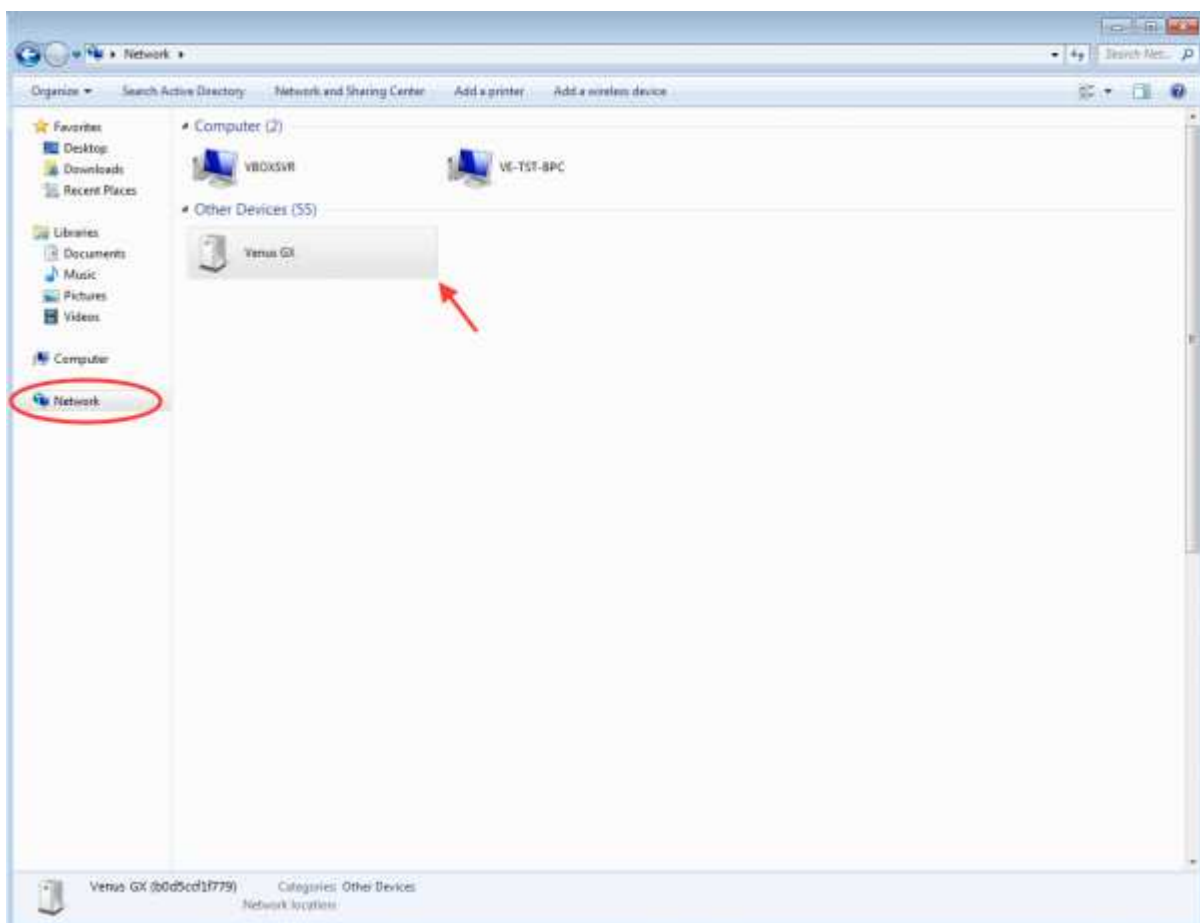 Network
Search Net...
Organize
Search Active Directory
Network and Sharing Center
Add a printer
Add a wireless device
Favorites
Desktop
Downloads
Recent Places
Libraries
Documents
Music
Pictures
Videos
Computer
Network
Computer (2)
VBOXSVR
VE-TST-BPC
Other Devices (55)
Venus GX
Venus GX (b0d5ccf1f779)
Categories: Other Devices
Network location: